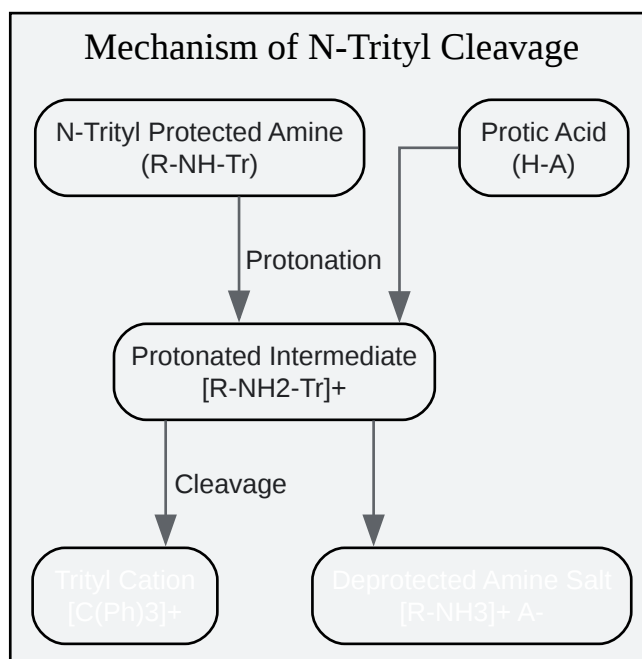 Mechanism of N-Trityl Cleavage
N-Trityl Protected Amine
(R-NH-Tr)
Protic Acid
(H-A)
Protonation
Protonated Intermediate
[R-NH2-Tr]+
Cleavage
Trityl Cation
[C(Ph)3]+
Deprotected Amine Salt
[R-NH3]+ A-